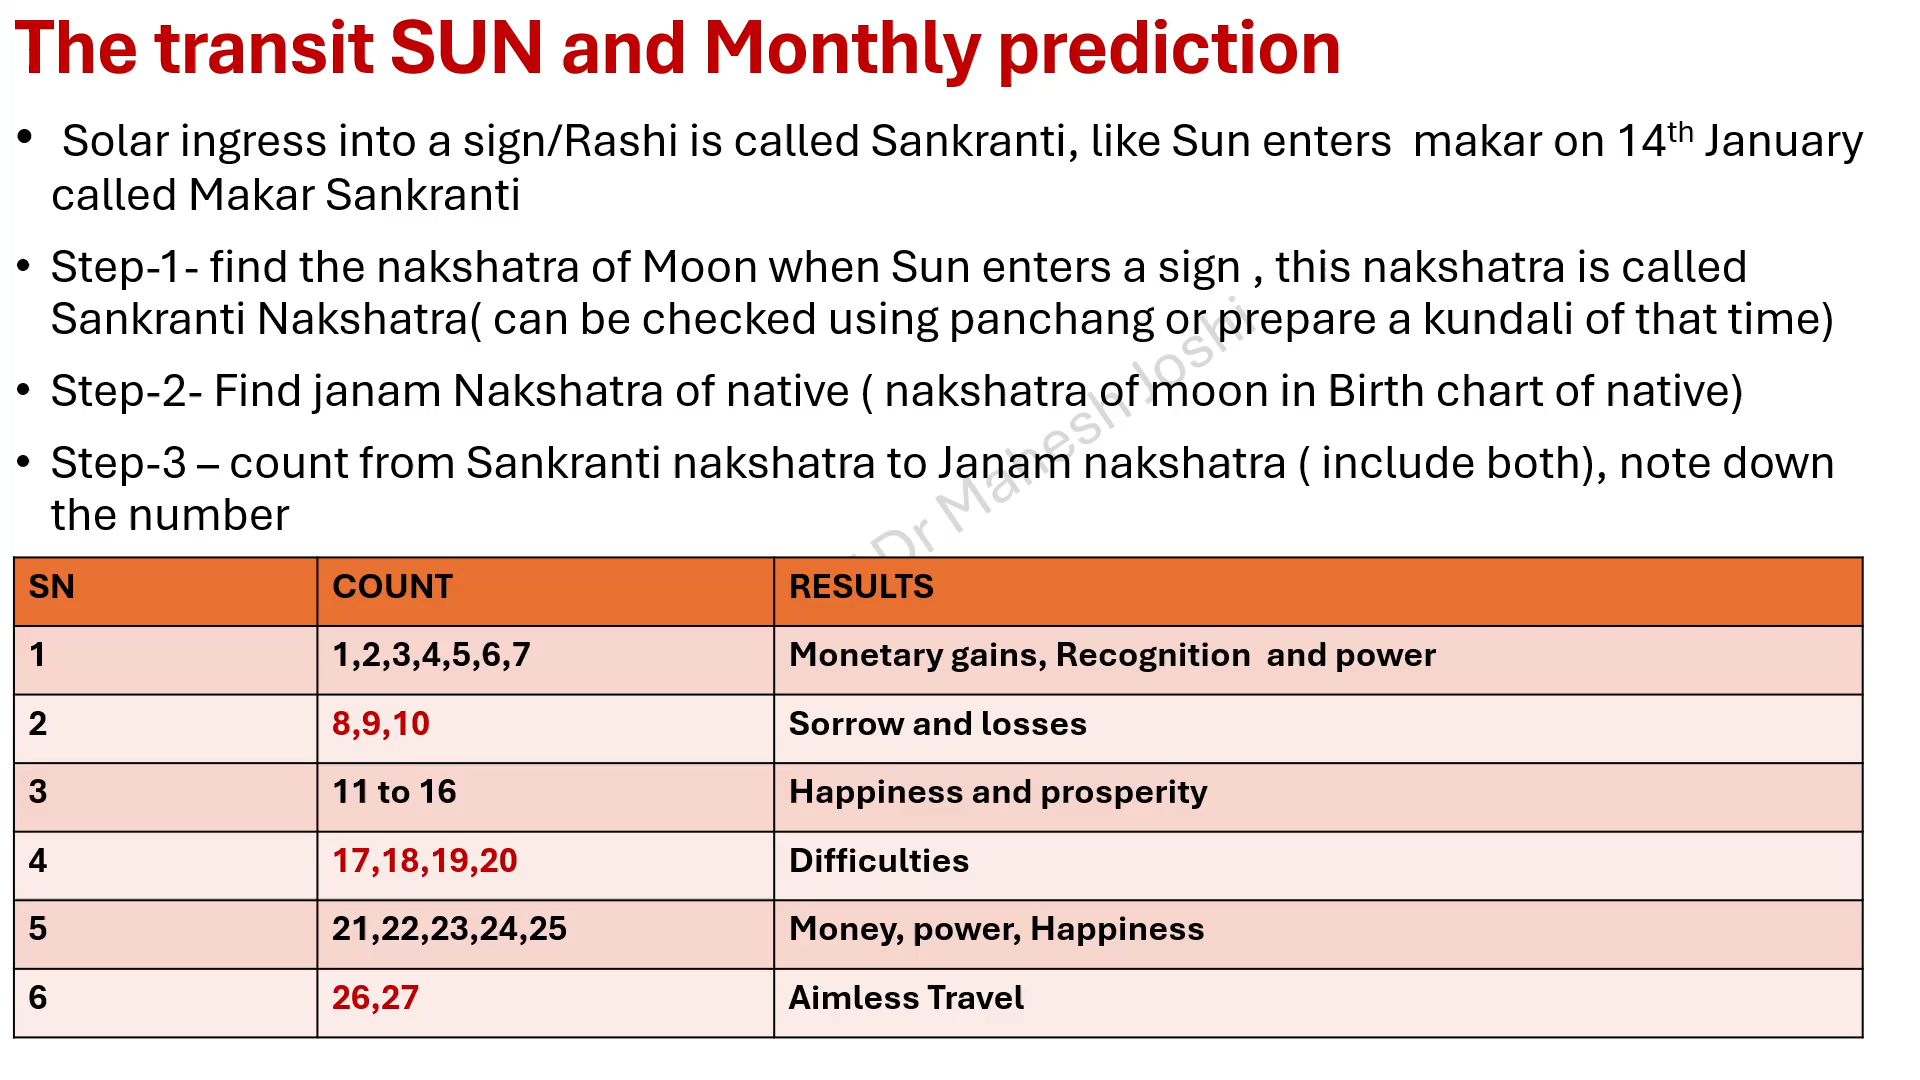 The transit SUN and Monthly prediction
• Solar ingress into a sign/Rashi is called Sankranti, like Sun enters makar on 14th January
called Makar Sankranti
• Step-1- find the nakshatra of Moon when Sun enters a sign , this nakshatra is called
Sankranti Nakshatra( can be checked using panchang or prepare a kundali of that time)
• Step-2- Find janam Nakshatra of native ( nakshatra of moon in Birth chart of native)
• Step-3 – count from Sankranti nakshatra to Janam nakshatra ( include both), note down
the number
Dr Mahesh Joshi
SN COUNT RESULTS
1 1,2,3,4,5,6,7 Monetary gains, Recognition and power
2 8,9,10 Sorrow and losses
3 11 to 16 Happiness and prosperity
4 17,18,19,20 Difficulties
5 21,22,23,24,25 Money, power, Happiness
6 26,27 Aimless Travel